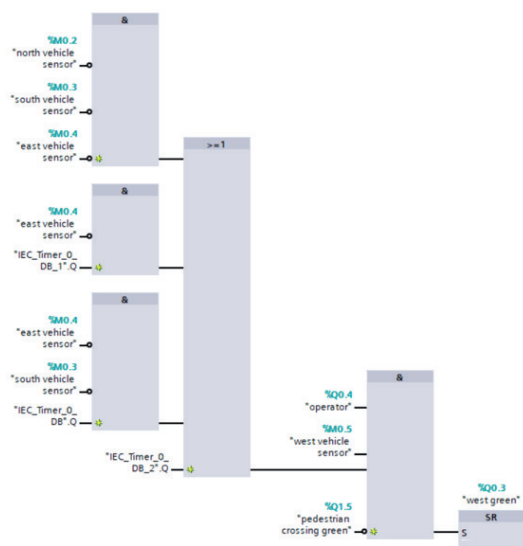 &
%M0.2
"north vehicle
sensor"
%M0.3
"south vehicle
sensor"
%M0.4
"east vehicle
sensor"
>=1
&
%M0.4
"east vehicle
sensor"
"IEC_Timer_0_
DB_1".Q
&
%M0.4
"east vehicle
sensor"
%M0.3
"south vehicle
sensor"
"IEC_Timer_0_
DB".Q
"IEC_Timer_0_
DB_2".Q
&
%Q0.4
"operator"
%M0.5
"west vehicle
sensor"
%Q1.5
"pedestrian
crossing green"
%Q0.3
"west green"
SR
S